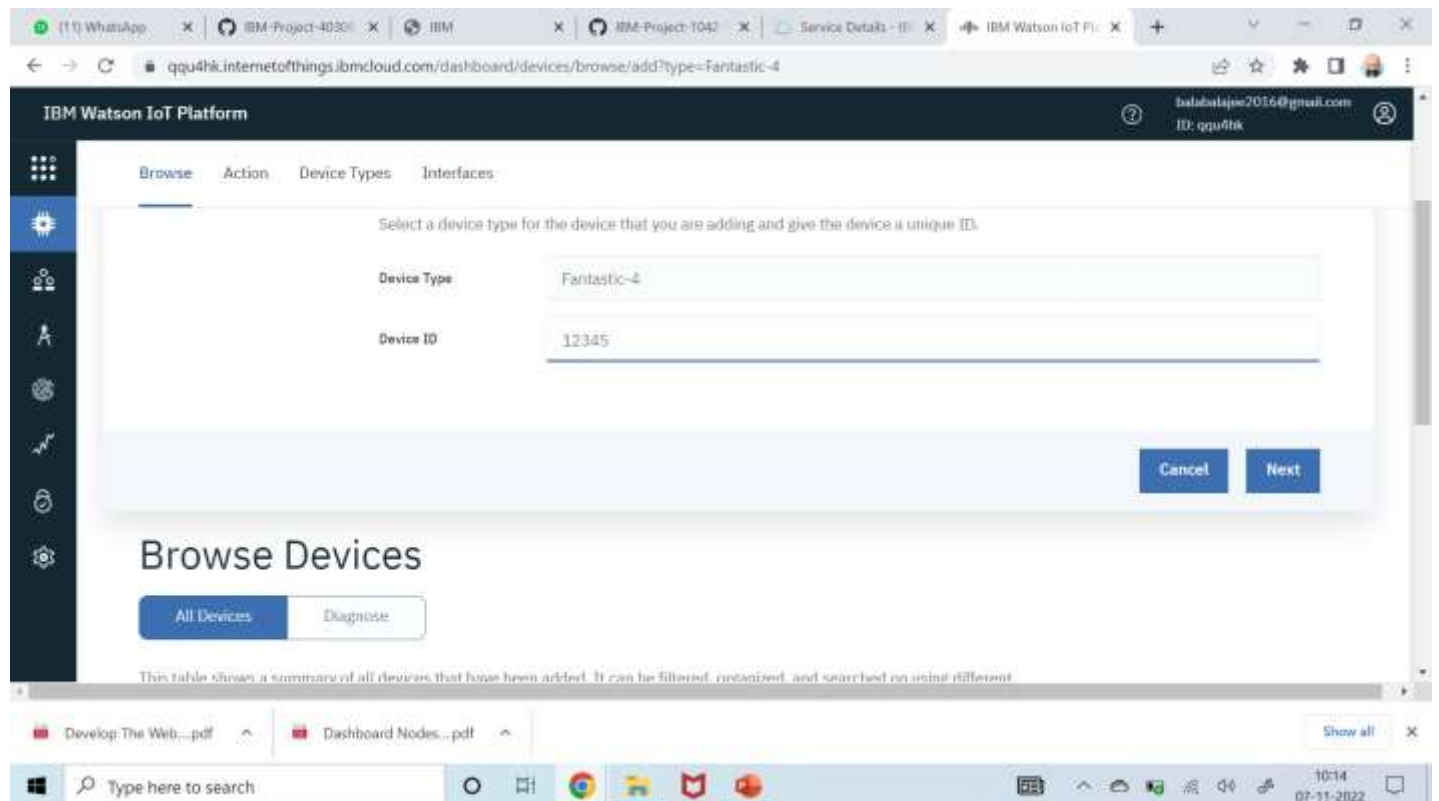 (11) WhatsApp
IBM-Project-4030
IBM
IBM-Project-1042
Service Details - IB
IBM Watson IoT Pl
qqu4hk.internetofthings.ibmcloud.com/dashboard/devices/browse/add?type=Fantastic-4
IBM Watson IoT Platform
balabalajee2016@gmail.com
ID: qqu4hk
Browse Action Device Types Interfaces
Select a device type for the device that you are adding and give the device a unique ID.
Device Type Fantastic-4
Device ID 12345
Cancel Next
Browse Devices
All Devices Diagnose
This table shows a summary of all devices that have been added. It can be filtered, organized, and searched on using different
Develop The Web....pdf Dashboard Nodes...pdf Show all
Type here to search
10:14
07-11-2022